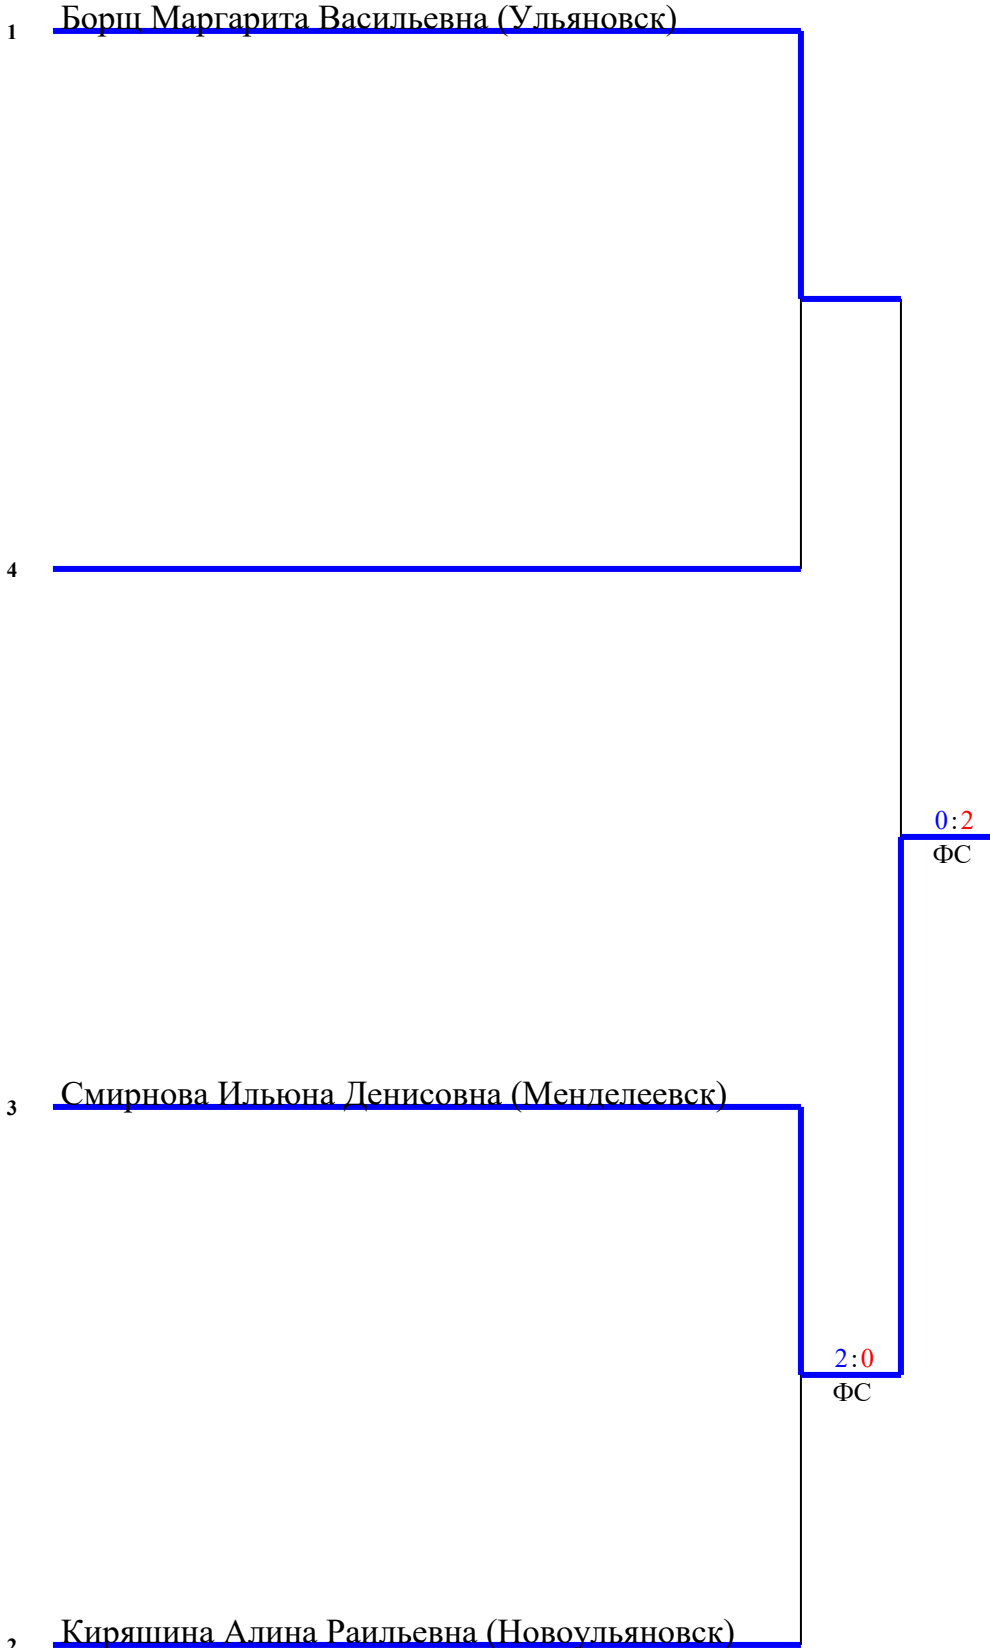 1 Борщ Маргарита Васильевна (Ульяновск)
4
0:2
ФС
3 Смирнова Ильюна Денисовна (Менделеевск)
2:0
ФС
2 Киряшина Алина Раильевна (Новоульяновск)